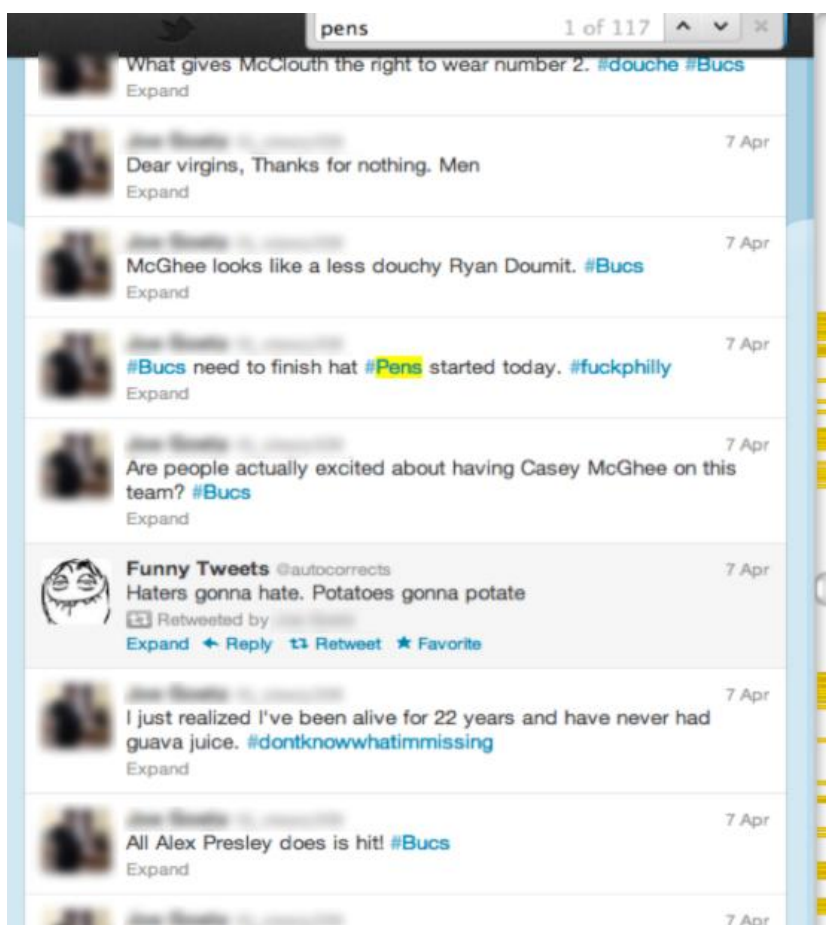 pens 1 of 117
What gives McClouth the right to wear number 2. #douche #Bucs
Expand
7 Apr
Dear virgins, Thanks for nothing. Men
Expand
7 Apr
McGhee looks like a less douchy Ryan Doumit. #Bucs
Expand
7 Apr
#Bucs need to finish hat #Pens started today. #fuckphilly
Expand
7 Apr
Are people actually excited about having Casey McGhee on this
team? #Bucs
Expand
Funny Tweets @autocorrects 7 Apr
Haters gonna hate. Potatoes gonna potate
Retweeted by
Expand Reply Retweet Favorite
7 Apr
I just realized I've been alive for 22 years and have never had
guava juice. #dontknowwhatimmissing
Expand
7 Apr
All Alex Presley does is hit! #Bucs
Expand
7 Apr